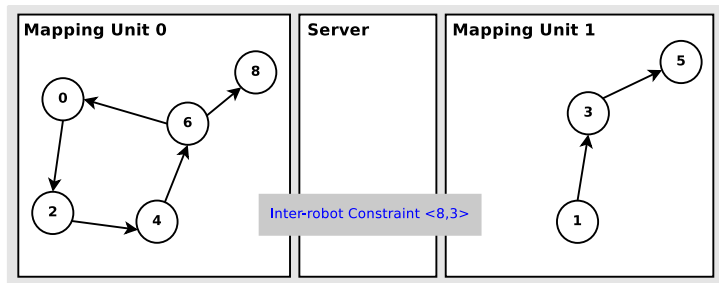 Mapping Unit 0
Server
Mapping Unit 1
0
2
4
6
8
Inter-robot Constraint <8,3>
1
3
5